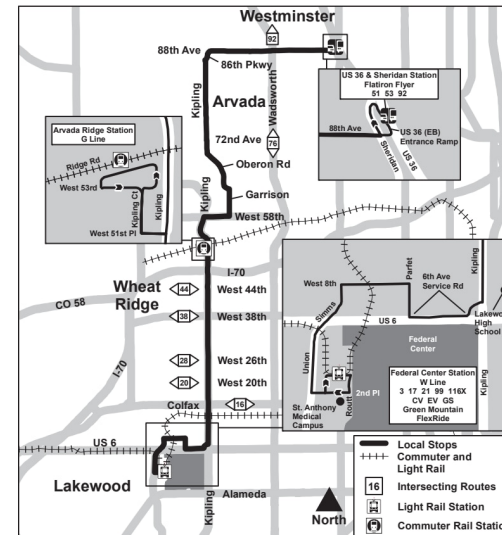 Westminster
92
88th Ave
86th Pkwy
Kipling
Arvada
Wadsworth
US 36 & Sheridan Station
Flatiron Flyer
51 53 92
88th Ave
US 36 (EB)
Entrance Ramp
Sheridan
US 36
Arvada Ridge Station
G Line
Ridge Rd
West 53rd
Kipling Ct
Kipling
West 51st Pl
72nd Ave
76
Oberon Rd
Kipling
Garrison
West 58th
I-70
Wheat
Ridge
CO 58
44
West 44th
38
West 38th
I-70
28
West 26th
20
West 20th
Colfax
16
US 6
Lakewood
Kipling
Alameda
West 8th
Parfet
6th Ave
Service Rd
Kipling
Simms
US 6
Lakewood
High
School
Union
Federal
Center
2nd Pl
Routt
St. Anthony
Medical
Campus
Federal Center Station
W Line
3 17 21 99 116X
CV EV GS
Green Mountain
FlexRide
Kipling
North
Local Stops
Commuter and
Light Rail
16
Intersecting Routes
Light Rail Station
Commuter Rail Station